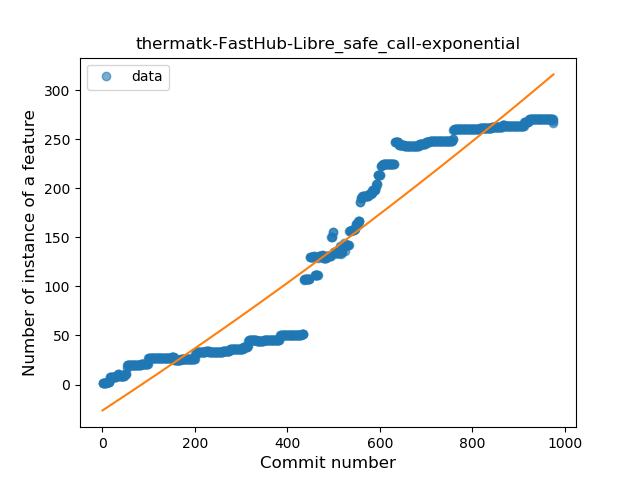 thermatk-FastHub-Libre_safe_call-exponential
data
300
250
200
150
100
50
0
Number of instance of a feature
0 200 400 600 800 1000
Commit number